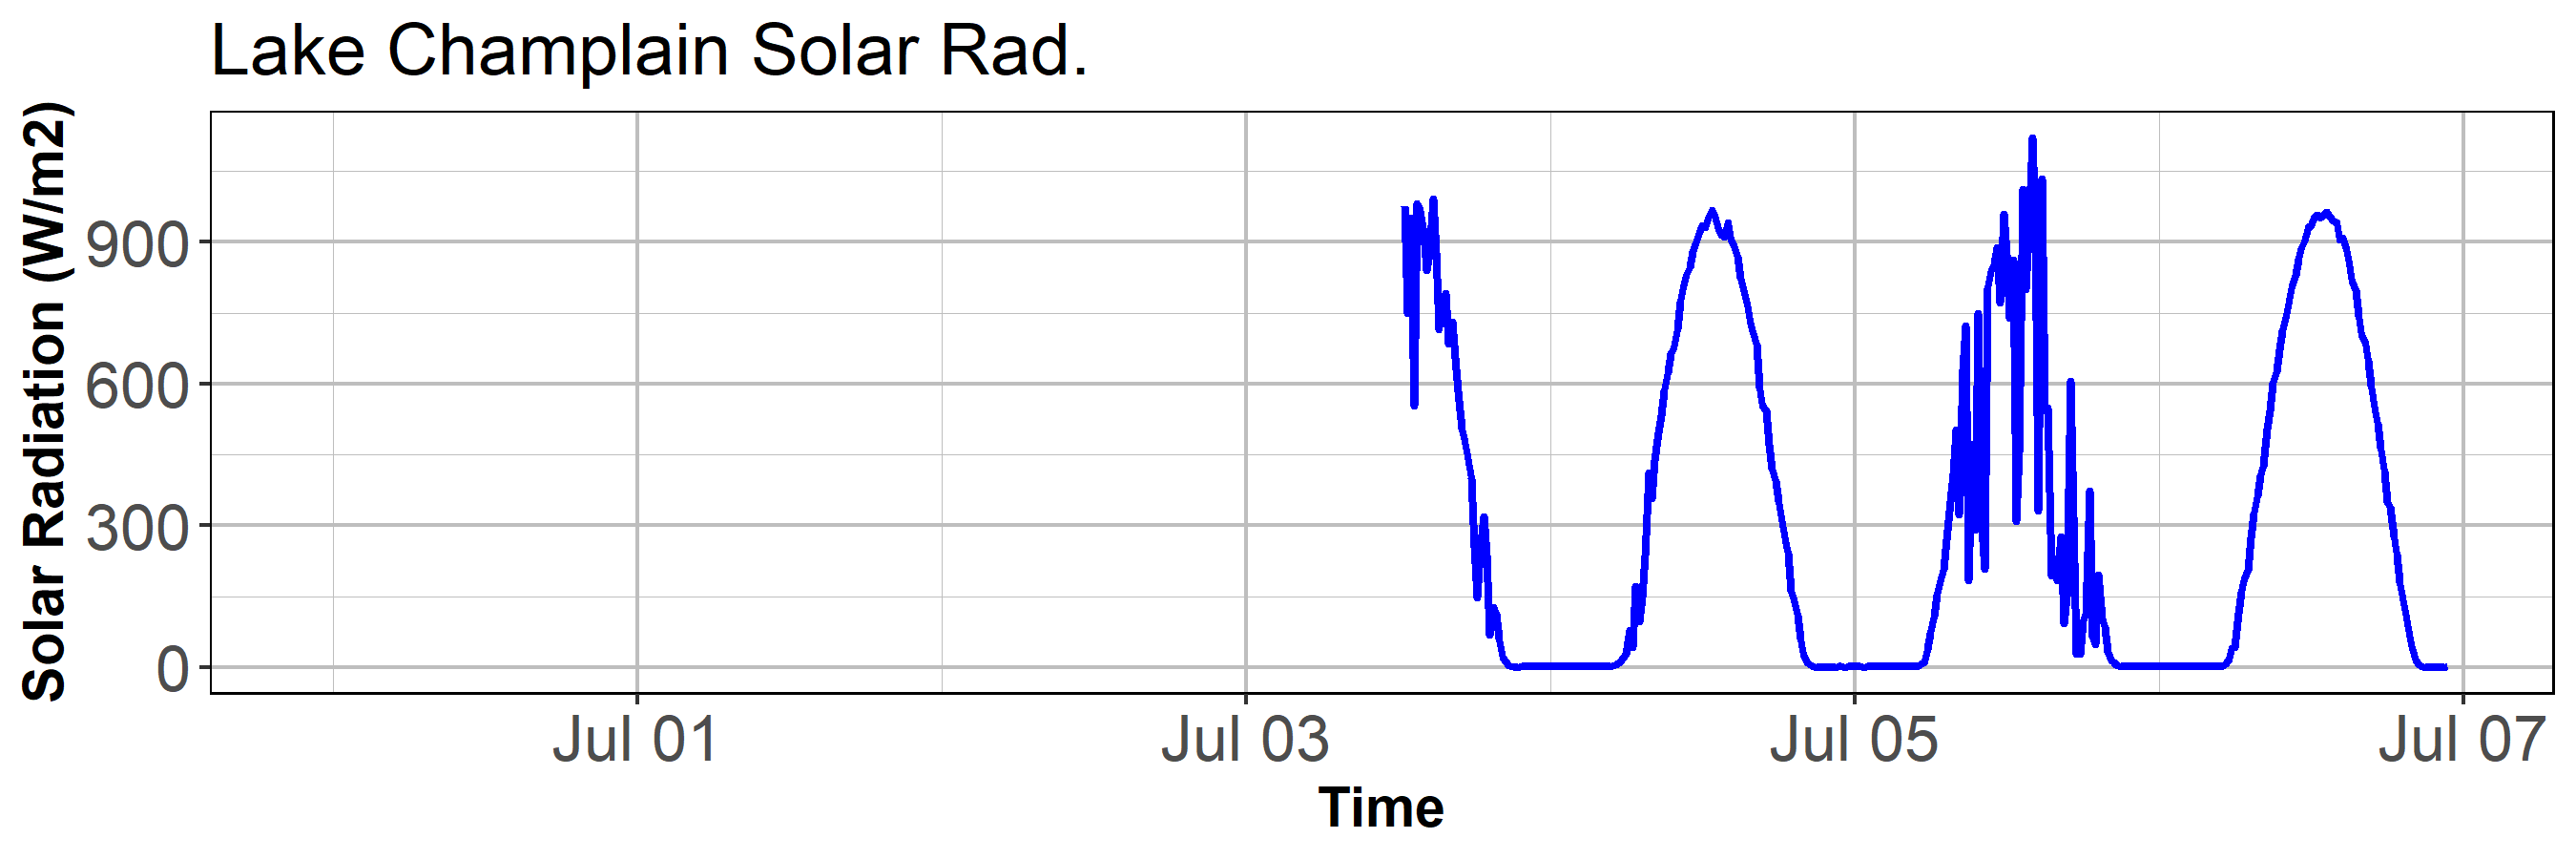 Lake Champlain Solar Rad.
Solar Radiation (W/m2)
900
600
300
0
Jul 01 Jul 03 Jul 05 Jul 07
Time